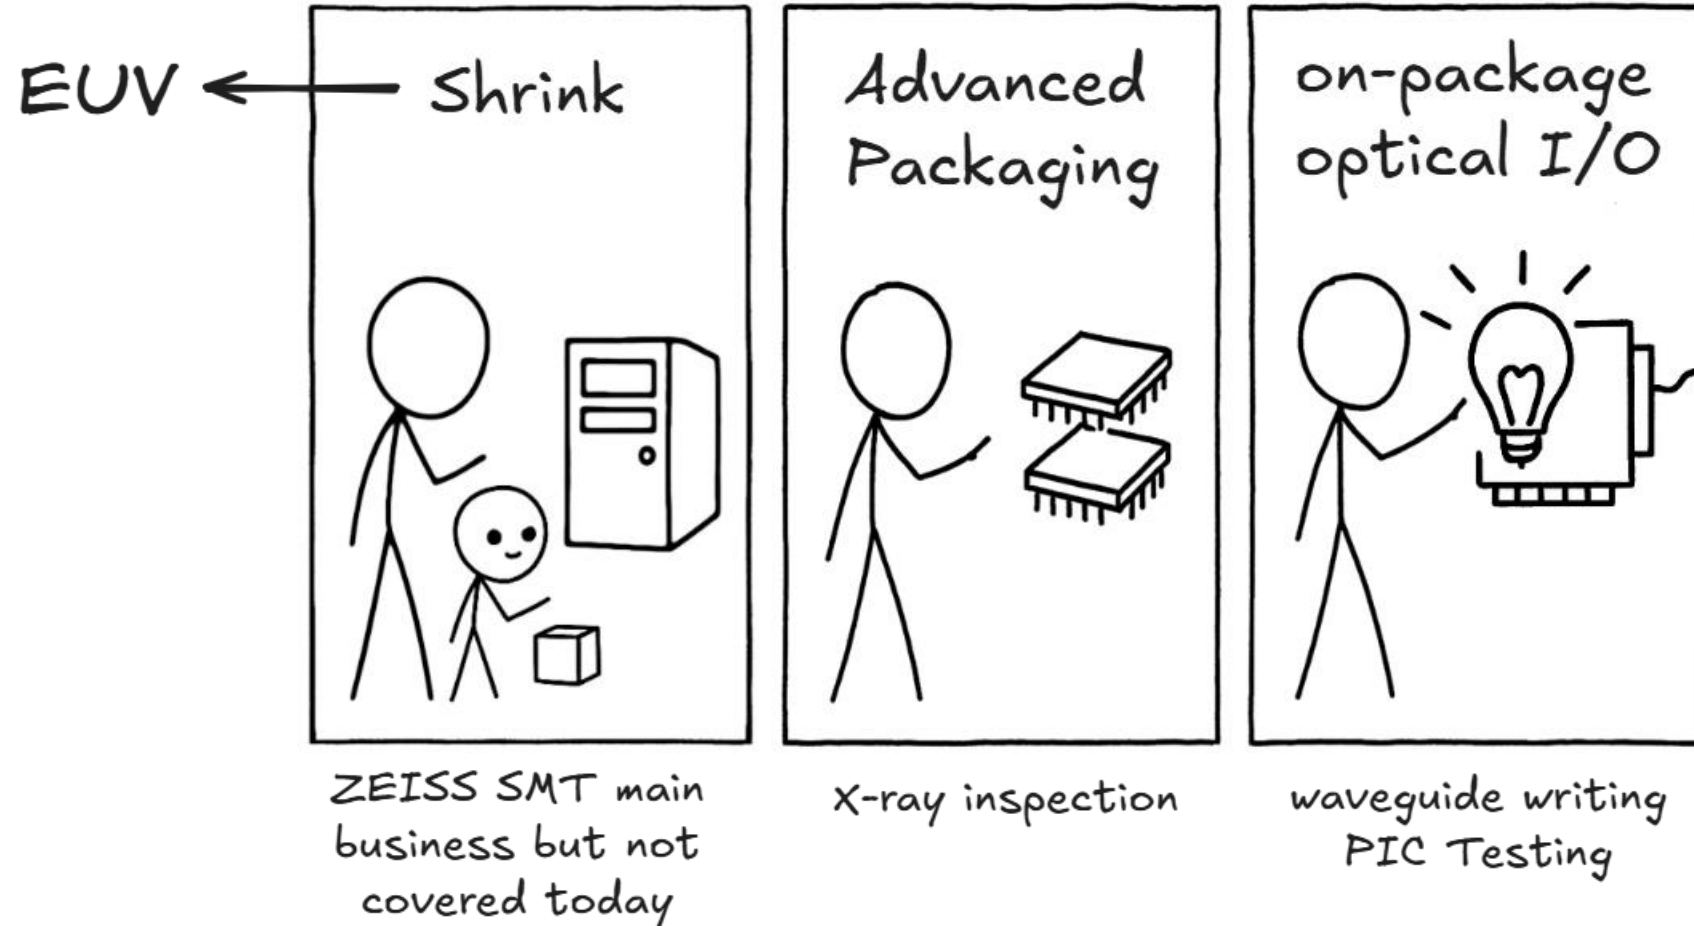 EUV
Shrink
Advanced
Packaging
on-package
optical I/O
ZEISS SMT main
business but not
covered today
X-ray inspection
waveguide writing
PIC Testing